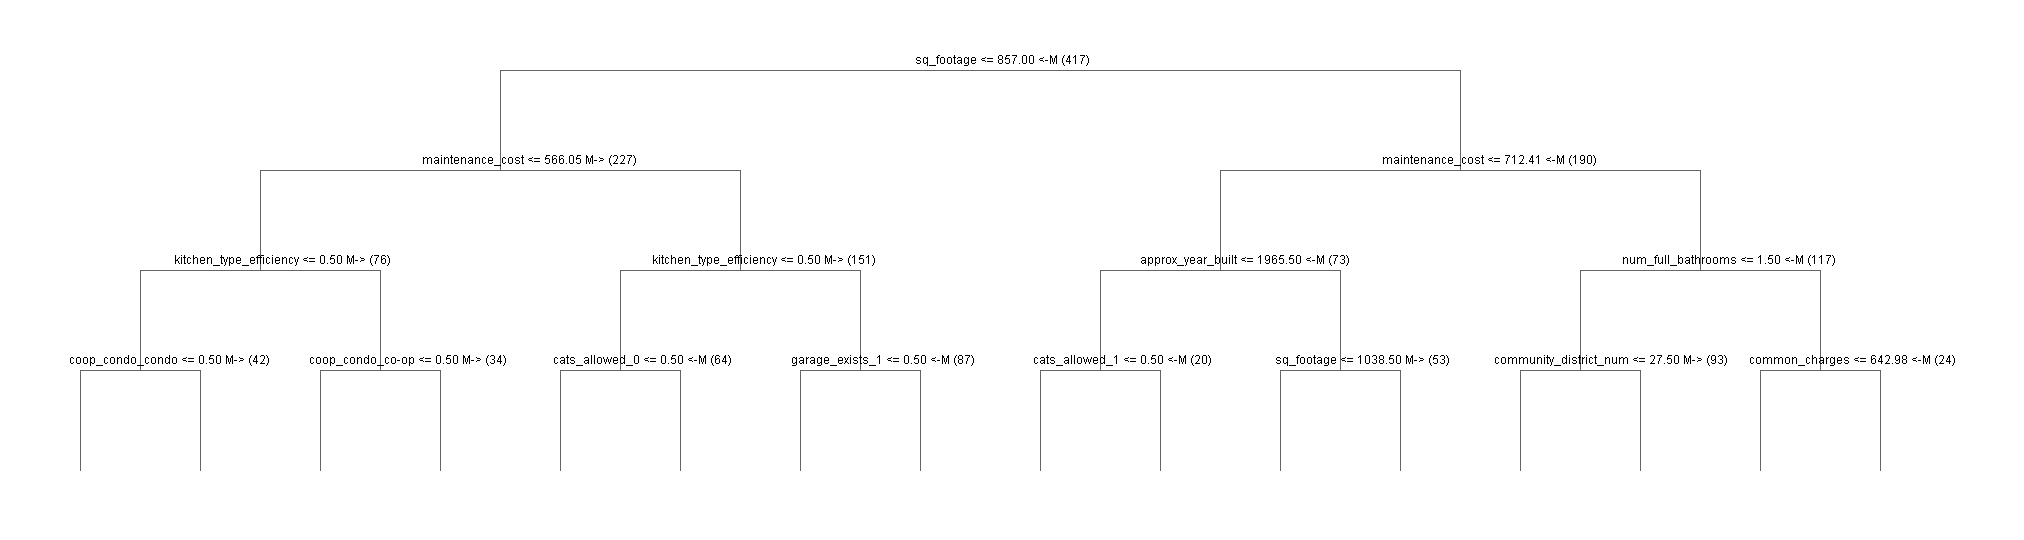 sq_footage <= 857.00 <-M (417)
maintenance_cost <= 566.05 M-> (227)
maintenance_cost <= 712.41 <-M (190)
kitchen_type_efficiency <= 0.50 M-> (76)
kitchen_type_efficiency <= 0.50 M-> (151)
approx_year_built <= 1965.50 <-M (73)
num_full_bathrooms <= 1.50 <-M (117)
coop_condo_condo <= 0.50 M-> (42)
coop_condo_co-op <= 0.50 M-> (34)
cats_allowed_0 <= 0.50 <-M (64)
garage_exists_1 <= 0.50 <-M (87)
cats_allowed_1 <= 0.50 <-M (20)
sq_footage <= 1038.50 M-> (53)
community_district_num <= 27.50 M-> (93)
common_charges <= 642.98 <-M (24)